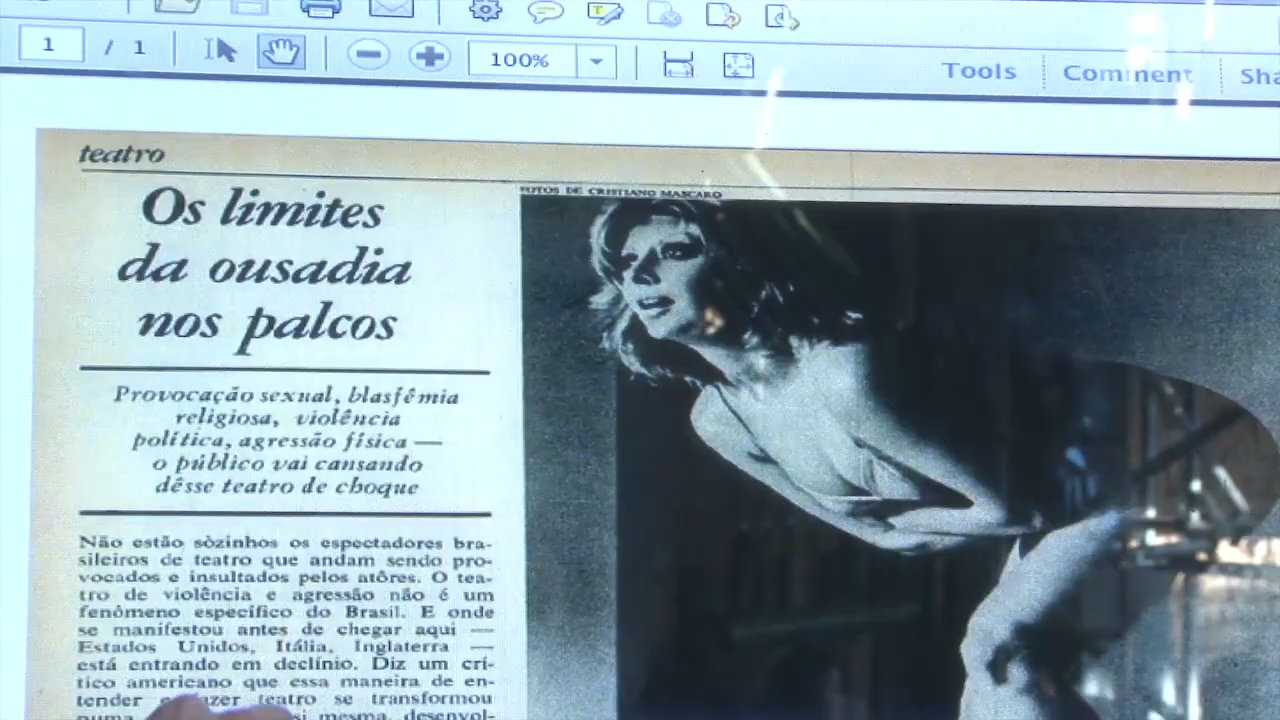 1 / 1
100%
Tools
Comment
teatro
Os limites
da ousadia
nos palcos
FOTOS DE CRISTIANO MASCARO
Provocação sexual, blasfêmia
religiosa, violência
política, agressão física —
o público vai cansando
dêsse teatro de choque
Não estão sòzinhos os espectadores bra-
sileiros de teatro que andam sendo pro-
vocados e insultados pelos atôres. O tea-
tro de violência e agressão não é um
fenômeno específico do Brasil. E onde
se manifestou antes de chegar aqui —
Estados Unidos, Itália, Inglaterra —
está entrando em declínio. Diz um crí-
tico americano que essa maneira de en-
tender teatro se transformou
numa si mesma, desenvol-